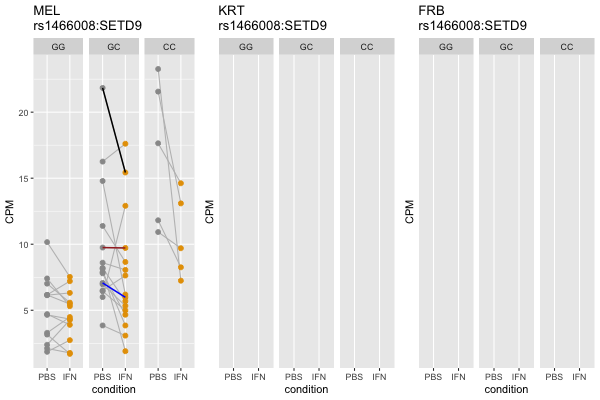 MEL
rs1466008:SETD9
GG GC CC
CPM
20
15
10
5
PBS IFN PBS IFN PBS IFN
condition
KRT
rs1466008:SETD9
GG GC CC
CPM
PBS IFN PBS IFN PBS IFN
condition
FRB
rs1466008:SETD9
GG GC CC
CPM
PBS IFN PBS IFN PBS IFN
condition